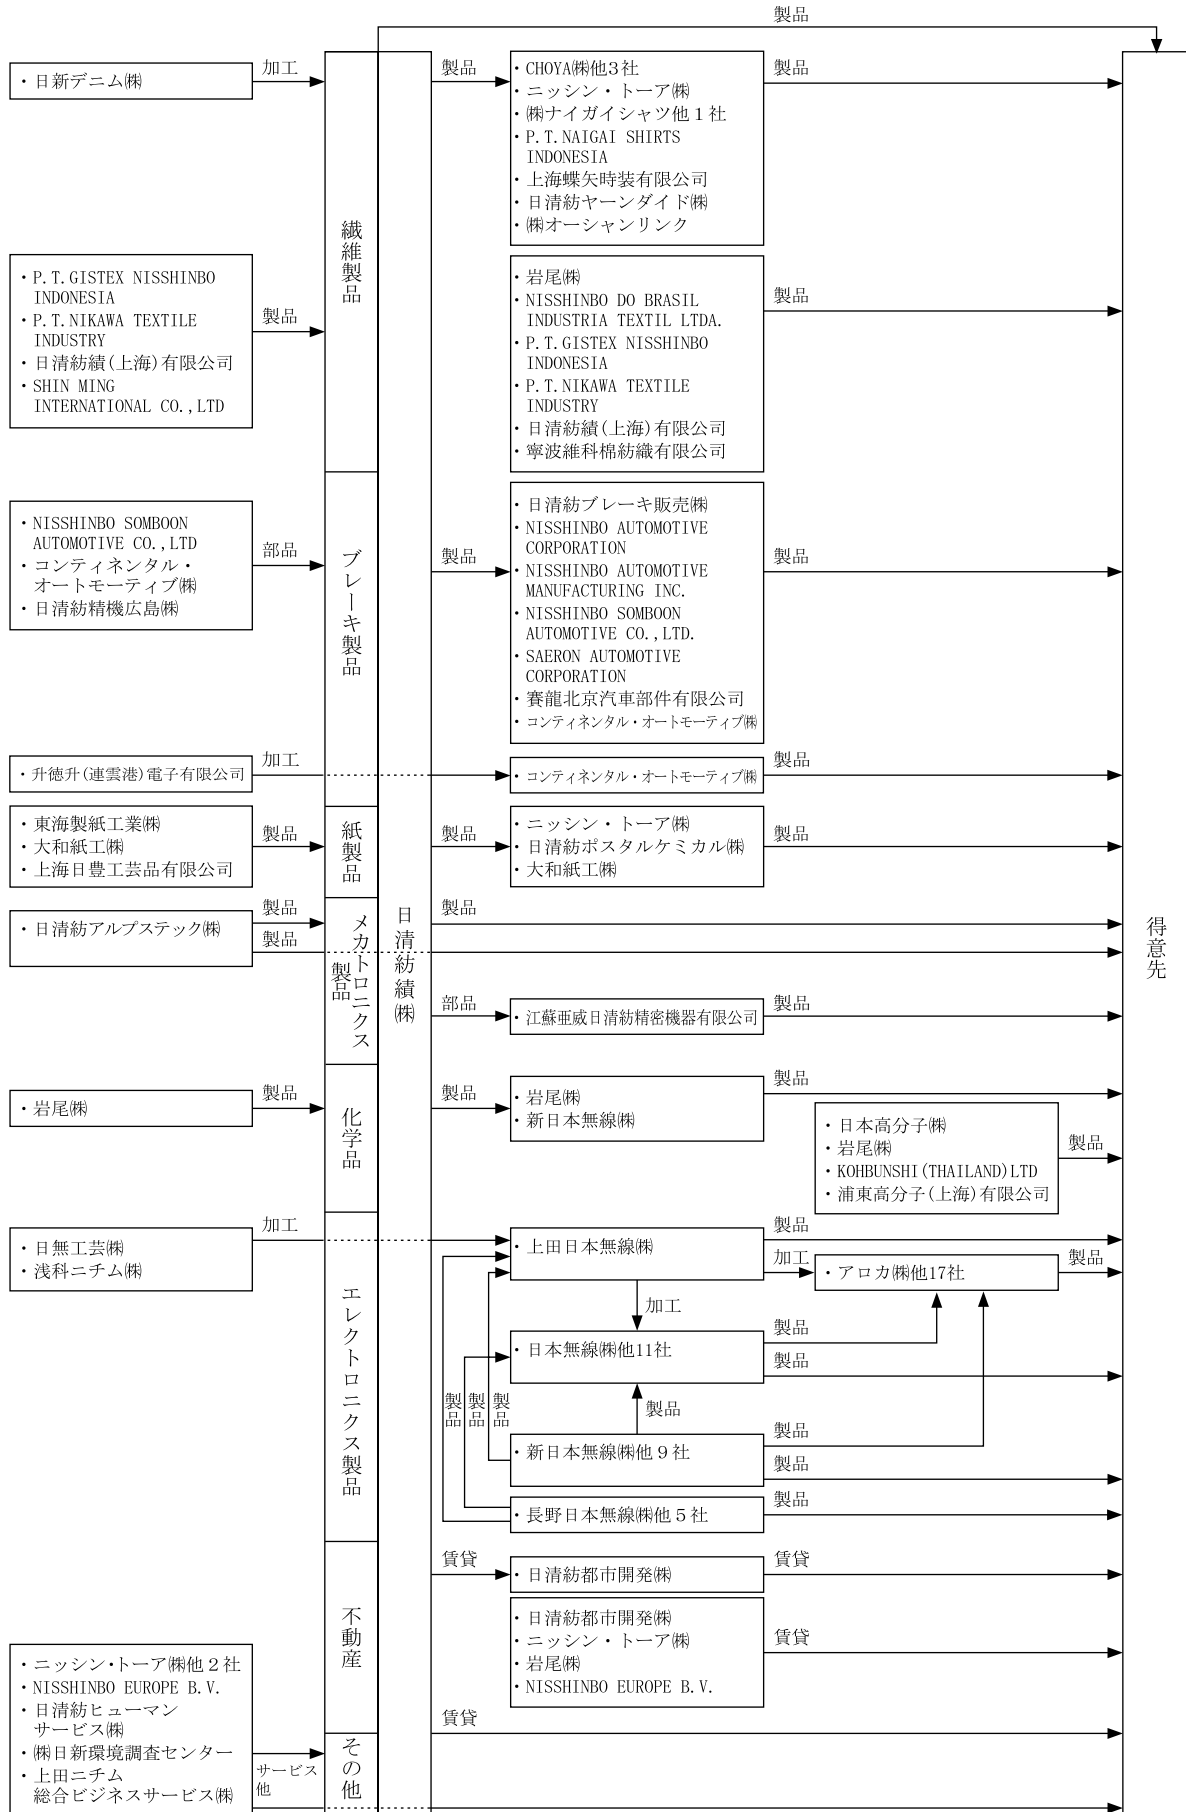 製品
・日新デニム㈱
加工
繊維製品
製品
・CHOYA㈱他3社
・ニッシン・トーア㈱
・㈱ナイガイシャツ他１社
・P.T.NAIGAI SHIRTS
INDONESIA
・上海蝶矢時装有限公司
・日清紡ヤーンダイド㈱
・㈱オーシャンリンク
製品
・P.T.GISTEX NISSHINBO
INDONESIA
・P.T.NIKAWA TEXTILE
INDUSTRY
・日清紡績(上海)有限公司
・SHIN MING
INTERNATIONAL CO.,LTD
製品
・岩尾㈱
・NISSHINBO DO BRASIL
INDUSTRIA TEXTIL LTDA.
・P.T.GISTEX NISSHINBO
INDONESIA
・P.T.NIKAWA TEXTILE
INDUSTRY
・日清紡績(上海)有限公司
・寧波維科棉紡織有限公司
製品
・NISSHINBO SOMBOON
AUTOMOTIVE CO.,LTD
・コンティネンタル・
オートモーティブ㈱
・日清紡精機広島㈱
部品
ブレーキ製品
製品
・日清紡ブレーキ販売㈱
・NISSHINBO AUTOMOTIVE
CORPORATION
・NISSHINBO AUTOMOTIVE
MANUFACTURING INC.
・NISSHINBO SOMBOON
AUTOMOTIVE CO.,LTD.
・SAERON AUTOMOTIVE
CORPORATION
・賽龍北京汽車部件有限公司
・コンティネンタル・オートモーティブ㈱
製品
・升徳升(連雲港)電子有限公司
加工
・コンティネンタル・オートモーティブ㈱
製品
・東海製紙工業㈱
・大和紙工㈱
・上海日豊工芸品有限公司
製品
紙製品
製品
・ニッシン・トーア㈱
・日清紡ポスタルケミカル㈱
・大和紙工㈱
製品
・日清紡アルプステック㈱
製品
製品
メカトロニクス
製品
日清紡績㈱
製品
得意先
部品
・江蘇亜威日清紡精密機器有限公司
製品
・岩尾㈱
製品
化学品
製品
・岩尾㈱
・新日本無線㈱
製品
・日本高分子㈱
・岩尾㈱
・KOHBUNSHI(THAILAND)LTD
・浦東高分子(上海)有限公司
製品
・日無工芸㈱
・浅科ニチム㈱
加工
エレクトロニクス製品
・上田日本無線㈱
製品
加工
・アロカ㈱他17社
製品
加工
・日本無線㈱他11社
製品
製品
製品
製品
製品
製品
・新日本無線㈱他９社
製品
製品
・長野日本無線㈱他５社
製品
不動産
賃貸
・日清紡都市開発㈱
賃貸
・日清紡都市開発㈱
・ニッシン・トーア㈱
・岩尾㈱
・NISSHINBO EUROPE B.V.
賃貸
賃貸
・ニッシン・トーア㈱他２社
・NISSHINBO EUROPE B.V.
・日清紡ヒューマン
サービス㈱
・㈱日新環境調査センター
・上田ニチム
総合ビジネスサービス㈱
サービス
他
その他